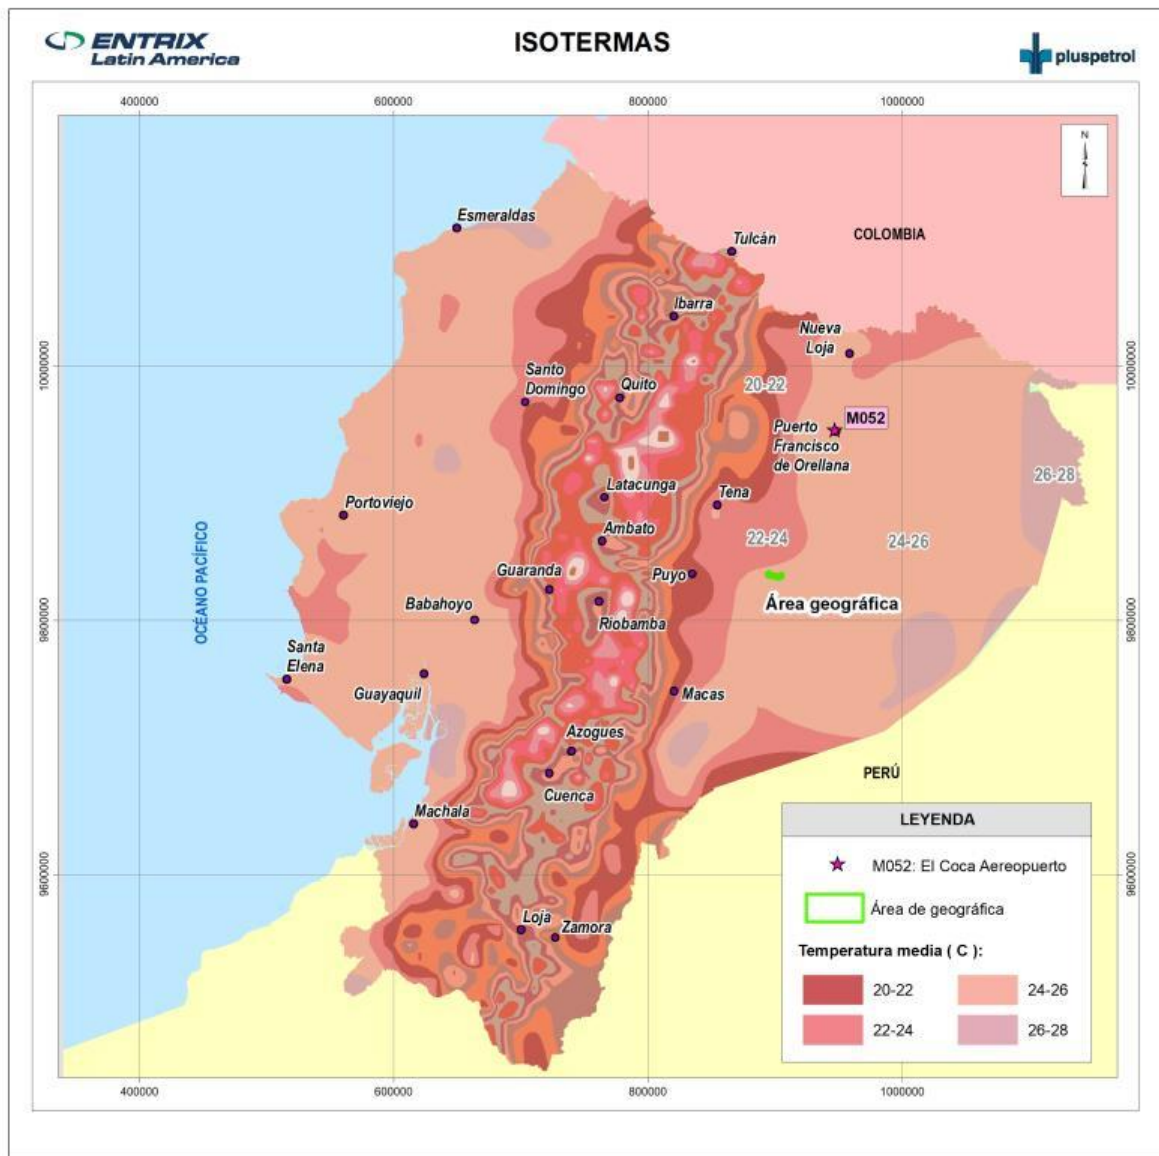 ENTRIX
Latin America
ISOTERMAS
pluspetrol
400000
600000
800000
1000000
N
Esmeraldas
COLOMBIA
Tulcán
Ibarra
Nueva
Loja
10000000
10000000
Santo
Domingo
Quito
20-22
M052
Puerto
Francisco
de Orellana
26-28
Latacunga
Tena
Portoviejo
OCÉANO PACÍFICO
Ambato
22-24
24-26
Guaranda
Puyo
Área geográfica
Babahoyo
9800000
9800000
Riobamba
Santa
Elena
Guayaquil
Macas
Azogues
PERÚ
Cuenca
Machala
LEYENDA
M052: El Coca Aereopuerto
9600000
9600000
Área de geográfica
Loja
Zamora
Temperatura media ( C ):
20-22
24-26
22-24
26-28
400000
600000
800000
1000000